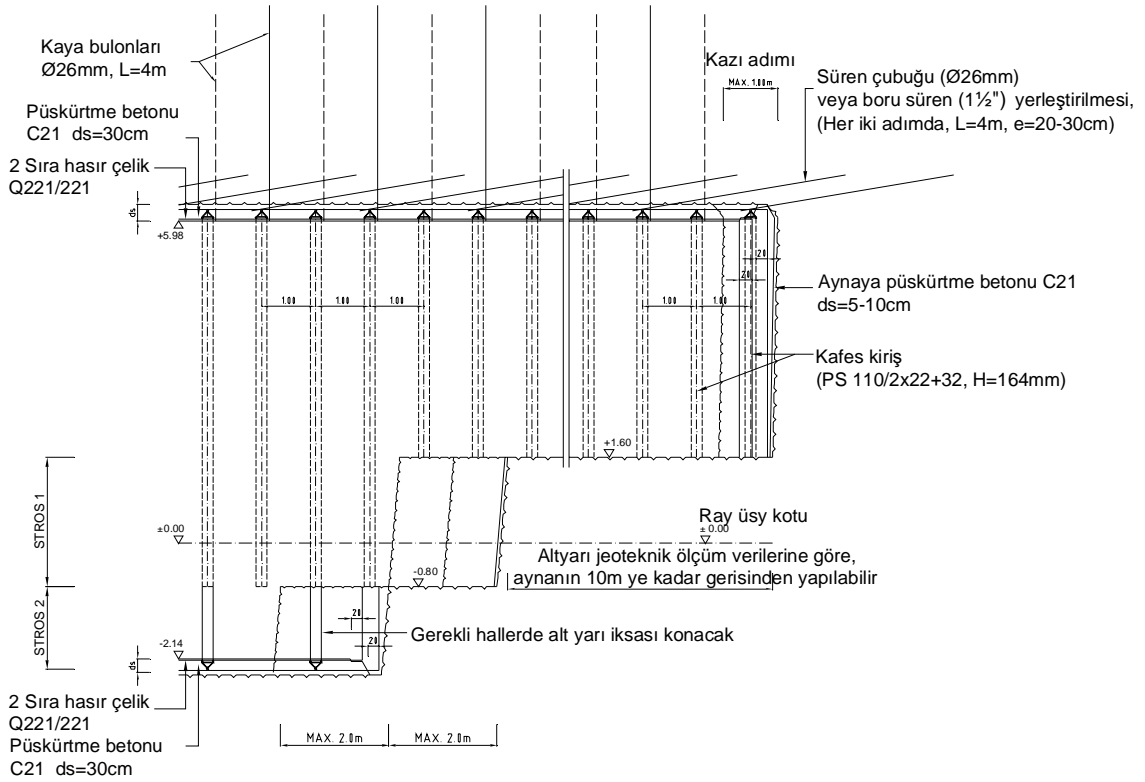 Kaya bulonları
Ø26mm, L=4m
Kazı adımı
MAX. 1.00m
Süren çubuğu (Ø26mm)
veya boru süren (1½") yerleştirilmesi,
(Her iki adımda, L=4m, e=20-30cm)
Püskürtme betonu
C21 ds=30cm
2 Sıra hasır çelik
Q221/221
ds
+5.98
20
20
Aynaya püskürtme betonu C21
ds=5-10cm
1.00
1.00
1.00
1.00
1.00
Kafes kiriş
(PS 110/2x22+32, H=164mm)
+1.60
STROS 1
±0.00
Ray üsy kotu
± 0.00
Altyarı jeoteknik ölçüm verilerine göre,
aynanın 10m ye kadar gerisinden yapılabilir
-0.80
STROS 2
20
20
Gerekli hallerde alt yarı iksası konacak
-2.14
ds
2 Sıra hasır çelik
Q221/221
Püskürtme betonu
C21 ds=30cm
MAX. 2.0m
MAX. 2.0m